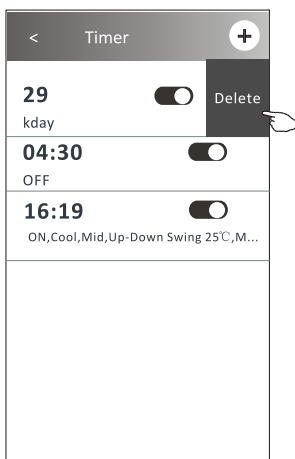 < Timer +
29
kday
Delete
04:30
OFF
16:19
ON,Cool,Mid,Up-Down Swing 25℃,M...